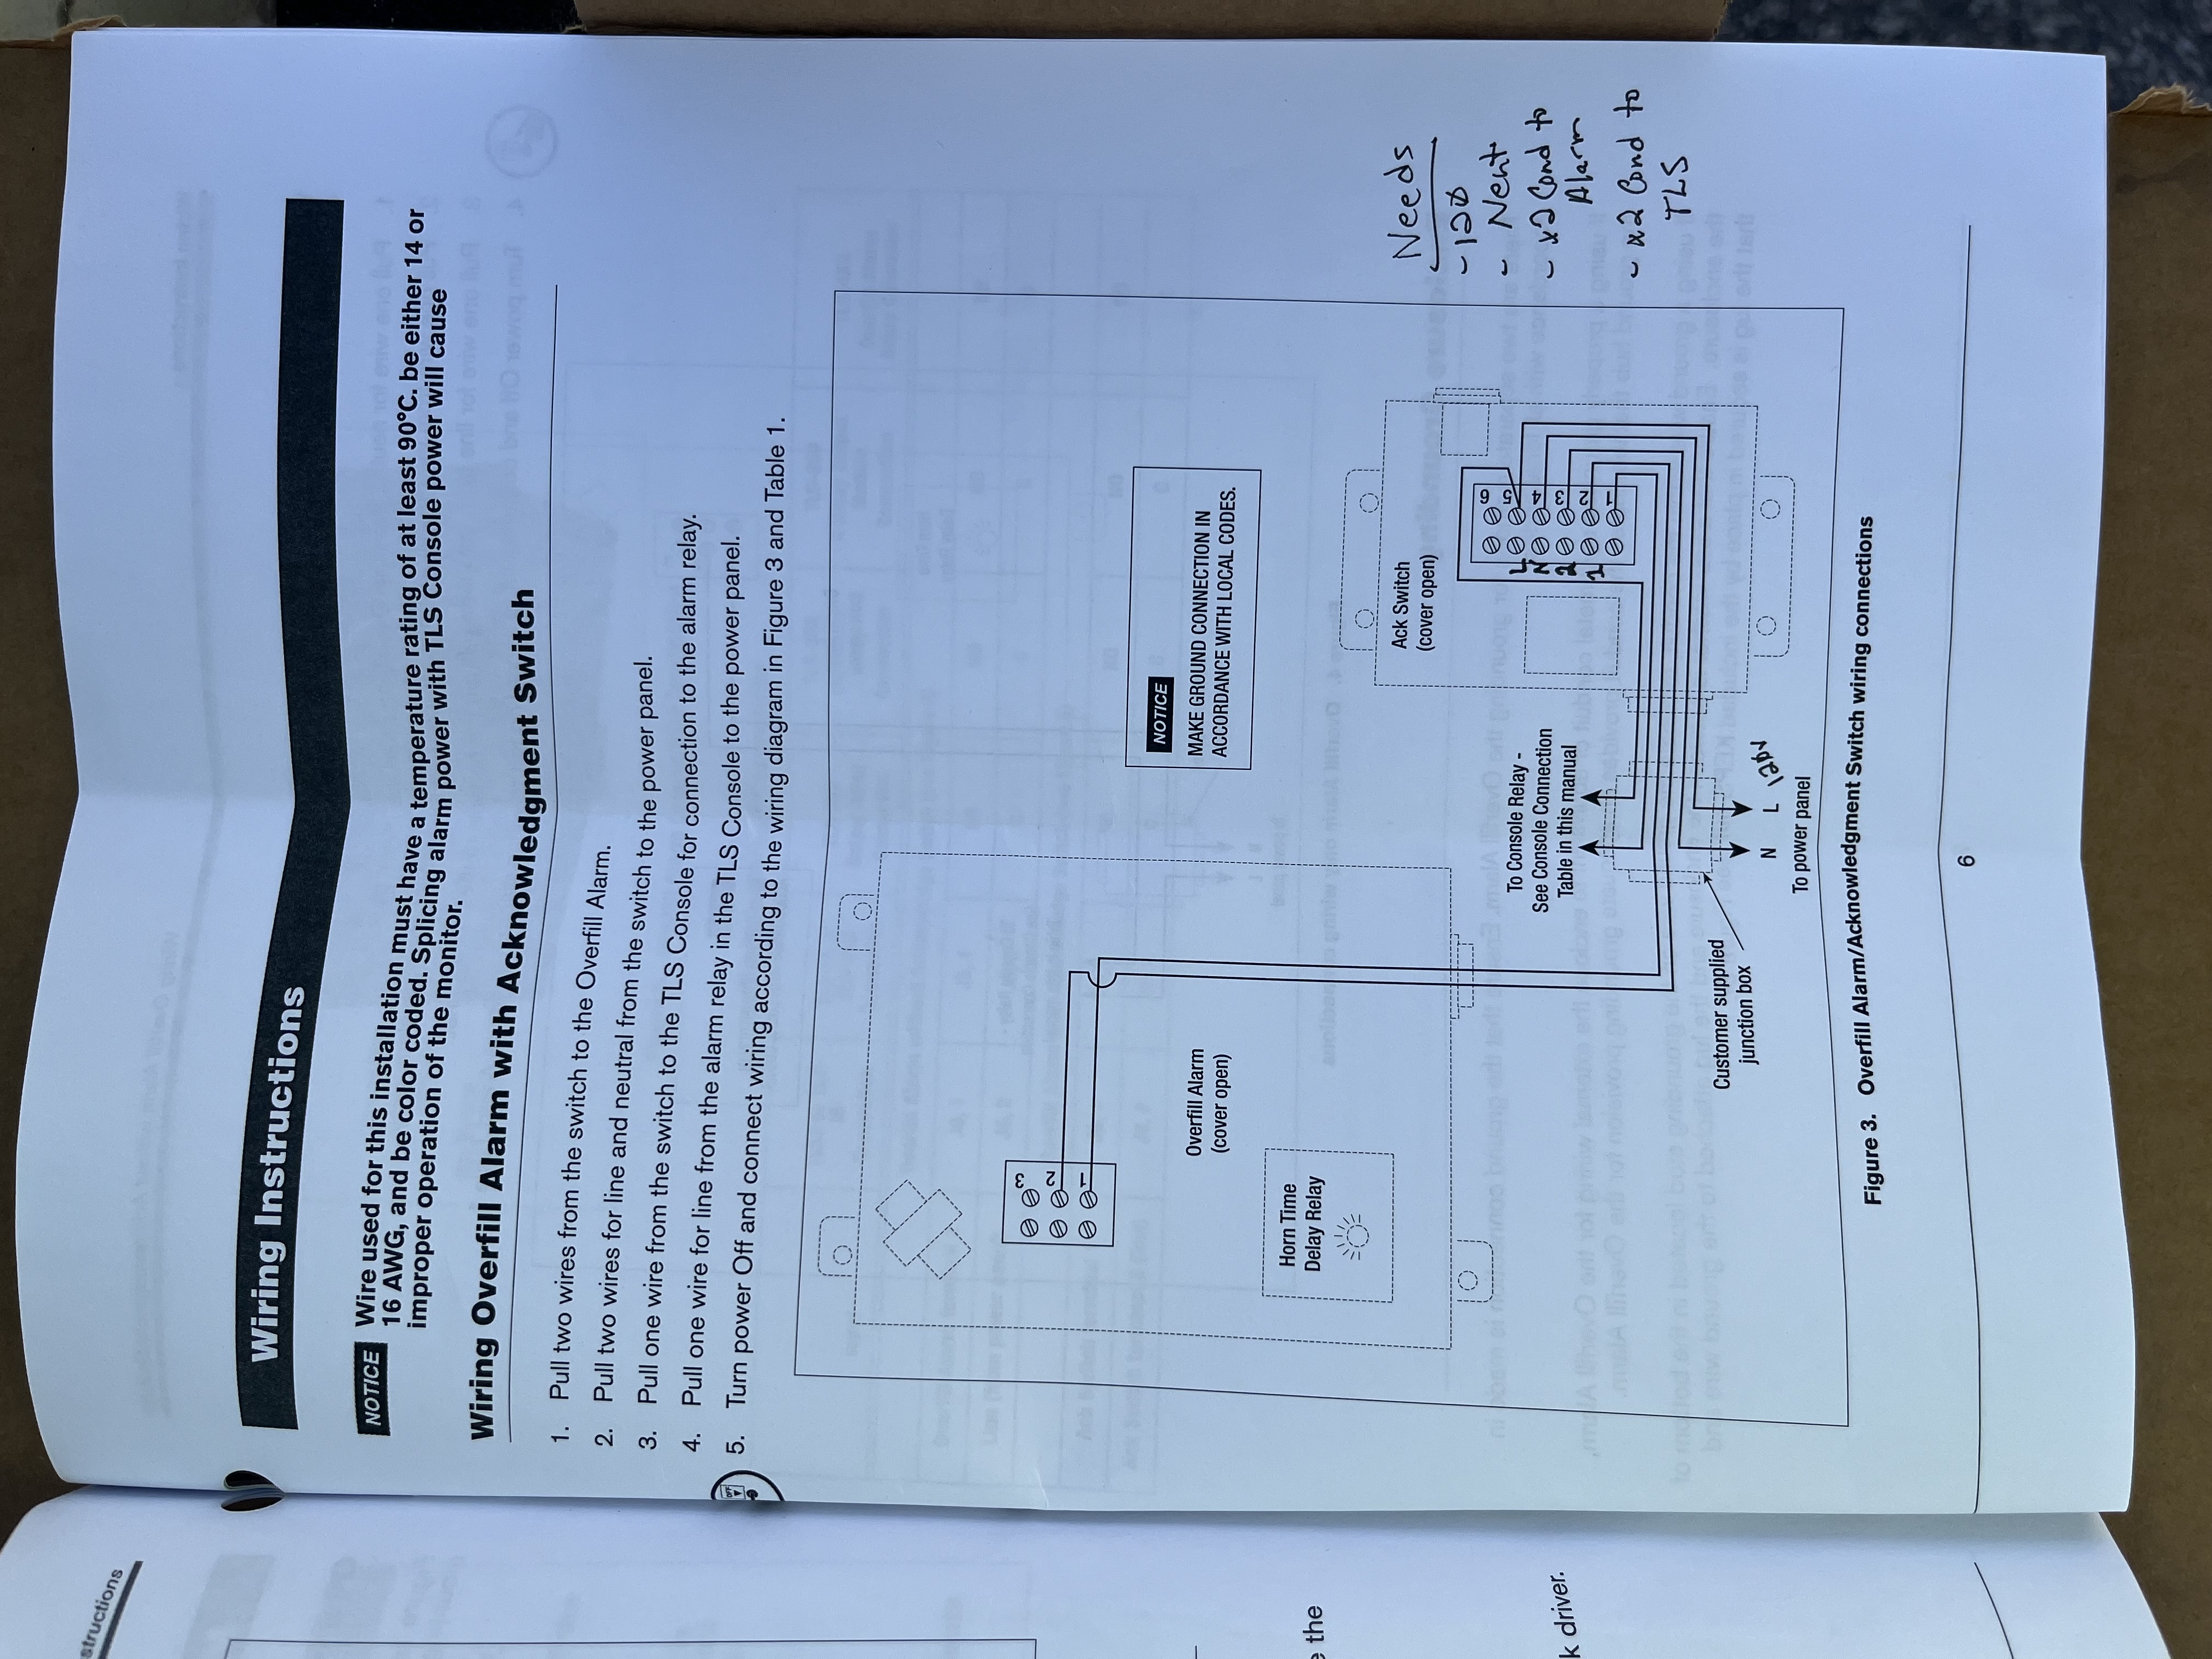 structions
Wiring Instructions
NOTICE Wire used for this installation must have a temperature rating of at least 90°C. be either 14 or
16 AWG, and be color coded. Splicing alarm power with TLS Console power will cause
improper operation of the monitor.
Wiring Overfill Alarm with Acknowledgment Switch
1. Pull two wires from the switch to the Overfill Alarm.
2. Pull two wires for line and neutral from the switch to the power panel.
3. Pull one wire from the switch to the TLS Console for connection to the alarm relay.
4. Pull one wire for line from the alarm relay in the TLS Console to the power panel.
OFF
5. Turn power Off and connect wiring according to the wiring diagram in Figure 3 and Table 1.
3
2
1
Overfill Alarm
(cover open)
NOTICE
MAKE GROUND CONNECTION IN
ACCORDANCE WITH LOCAL CODES.
Horn Time
Delay Relay
e the
k driver.
Ack Switch
(cover open)
6
5
4
3
2
1
To Console Relay -
See Console Connection
Table in this manual
Customer supplied
junction box
N L 120v
To power panel
Needs
- 120
- Neut
- x2 Cond to
Alarm
- x2 Cond to
TLS
Figure 3. Overfill Alarm/Acknowledgment Switch wiring connections
6